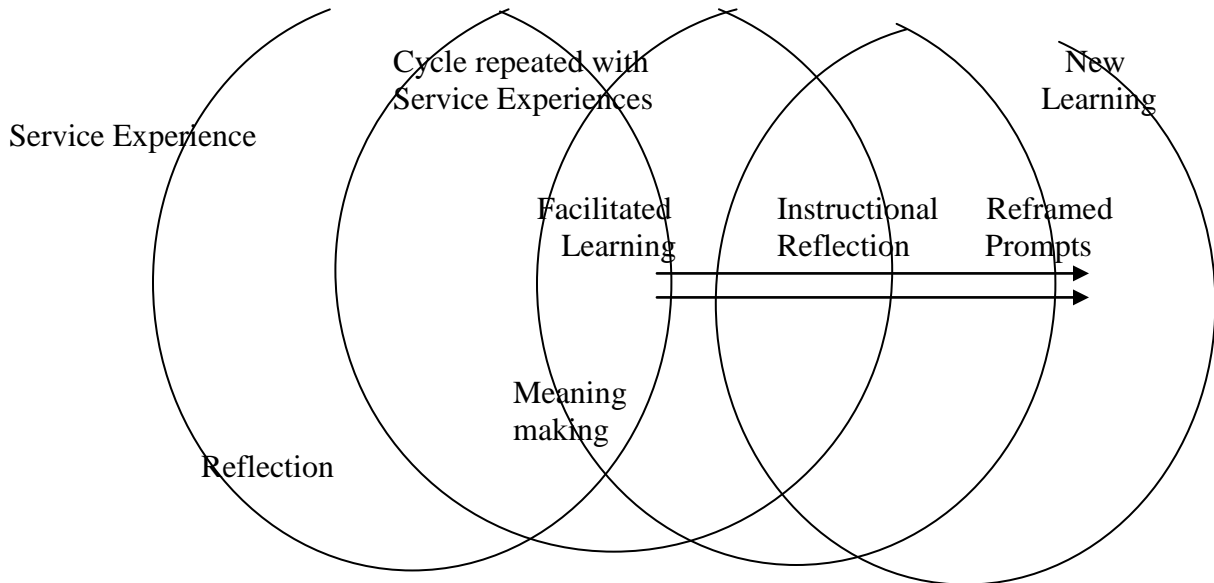 Cycle repeated with
Service Experiences
New
Learning
Service Experience
Facilitated
Learning
Instructional
Reflection
Reframed
Prompts
Meaning
making
Reflection